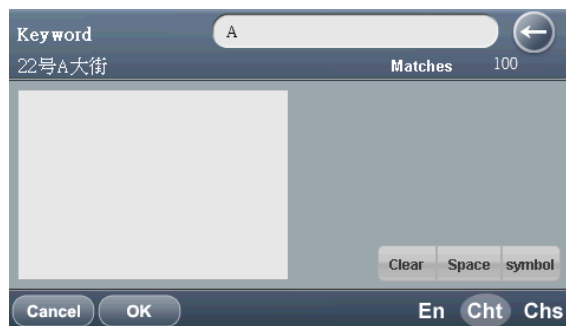 Keyword A
22号A大街 Matches 100
Clear Space symbol
Cancel OK En Cht Chs